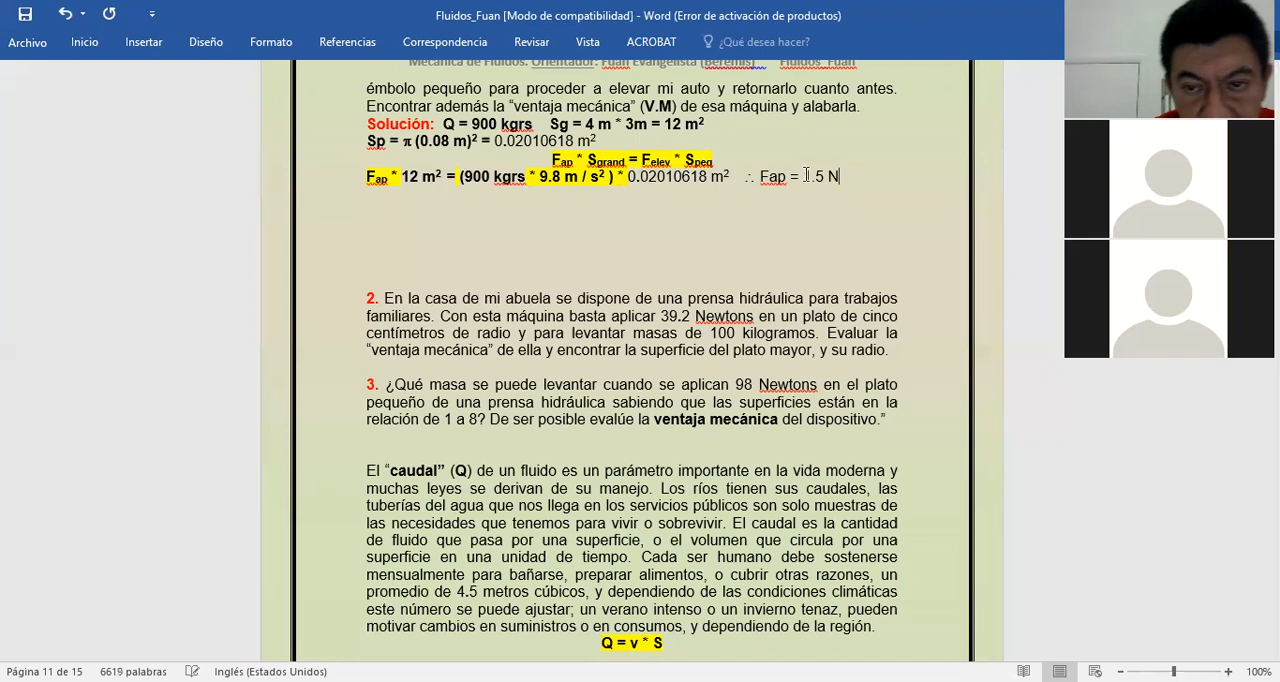 Fluidos_Fuan [Modo de compatibilidad] - Word (Error de activación de productos)
Archivo Inicio Insertar Diseño Formato Referencias Correspondencia Revisar Vista ACROBAT ¿Qué desea hacer?
Mecánica de Fluidos. Orientador: Fuan Evangelista (Beremis) Fluidos_Fuan
émbolo pequeño para proceder a elevar mi auto y retornarlo cuanto antes.
Encontrar además la “ventaja mecánica” (V.M) de esa máquina y alabarla.
Solución: Q = 900 kgrs Sg = 4 m * 3m = 12 m²
Sp = π (0.08 m)² = 0.02010618 m²
Fap * Sgrand = Felev * Speq
Fap * 12 m² = (900 kgrs * 9.8 m / s² ) * 0.02010618 m² ∴ Fap = .5 N
2. En la casa de mi abuela se dispone de una prensa hidráulica para trabajos
familiares. Con esta máquina basta aplicar 39.2 Newtons en un plato de cinco
centímetros de radio y para levantar masas de 100 kilogramos. Evaluar la
“ventaja mecánica” de ella y encontrar la superficie del plato mayor, y su radio.
3. ¿Qué masa se puede levantar cuando se aplican 98 Newtons en el plato
pequeño de una prensa hidráulica sabiendo que las superficies están en la
relación de 1 a 8? De ser posible evalúe la ventaja mecánica del dispositivo.”
El “caudal” (Q) de un fluido es un parámetro importante en la vida moderna y
muchas leyes se derivan de su manejo. Los ríos tienen sus caudales, las
tuberías del agua que nos llega en los servicios públicos son solo muestras de
las necesidades que tenemos para vivir o sobrevivir. El caudal es la cantidad
de fluido que pasa por una superficie, o el volumen que circula por una
superficie en una unidad de tiempo. Cada ser humano debe sostenerse
mensualmente para bañarse, preparar alimentos, o cubrir otras razones, un
promedio de 4.5 metros cúbicos, y dependiendo de las condiciones climáticas
este número se puede ajustar; un verano intenso o un invierno tenaz, pueden
motivar cambios en suministros o en consumos, y dependiendo de la región.
Q = v * S
Página 11 de 15 6619 palabras Inglés (Estados Unidos) 100%